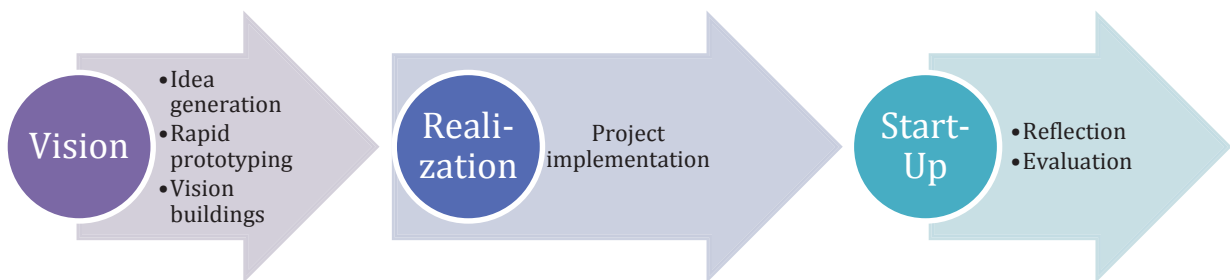 Vision
•Idea
generation
•Rapid
prototyping
•Vision
buildings
Reali-
zation
Project
implementation
Start-
Up
•Reflection
•Evaluation